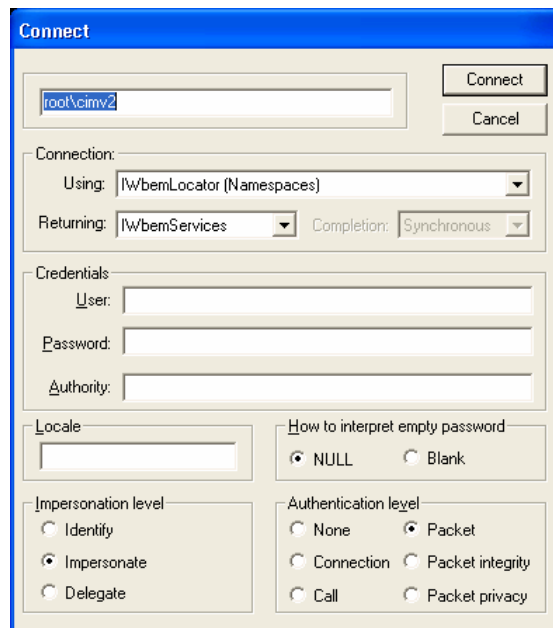 Connect
Connect
root\cimv2
Cancel
Connection:
Using: IWbemLocator (Namespaces)
Returning: IWbemServices Completion: Synchronous
Credentials
User:
Password:
Authority:
Locale
How to interpret empty password
NULL Blank
Impersonation level
Authentication level
Identify
None Packet
Impersonate
Connection Packet integrity
Delegate
Call Packet privacy